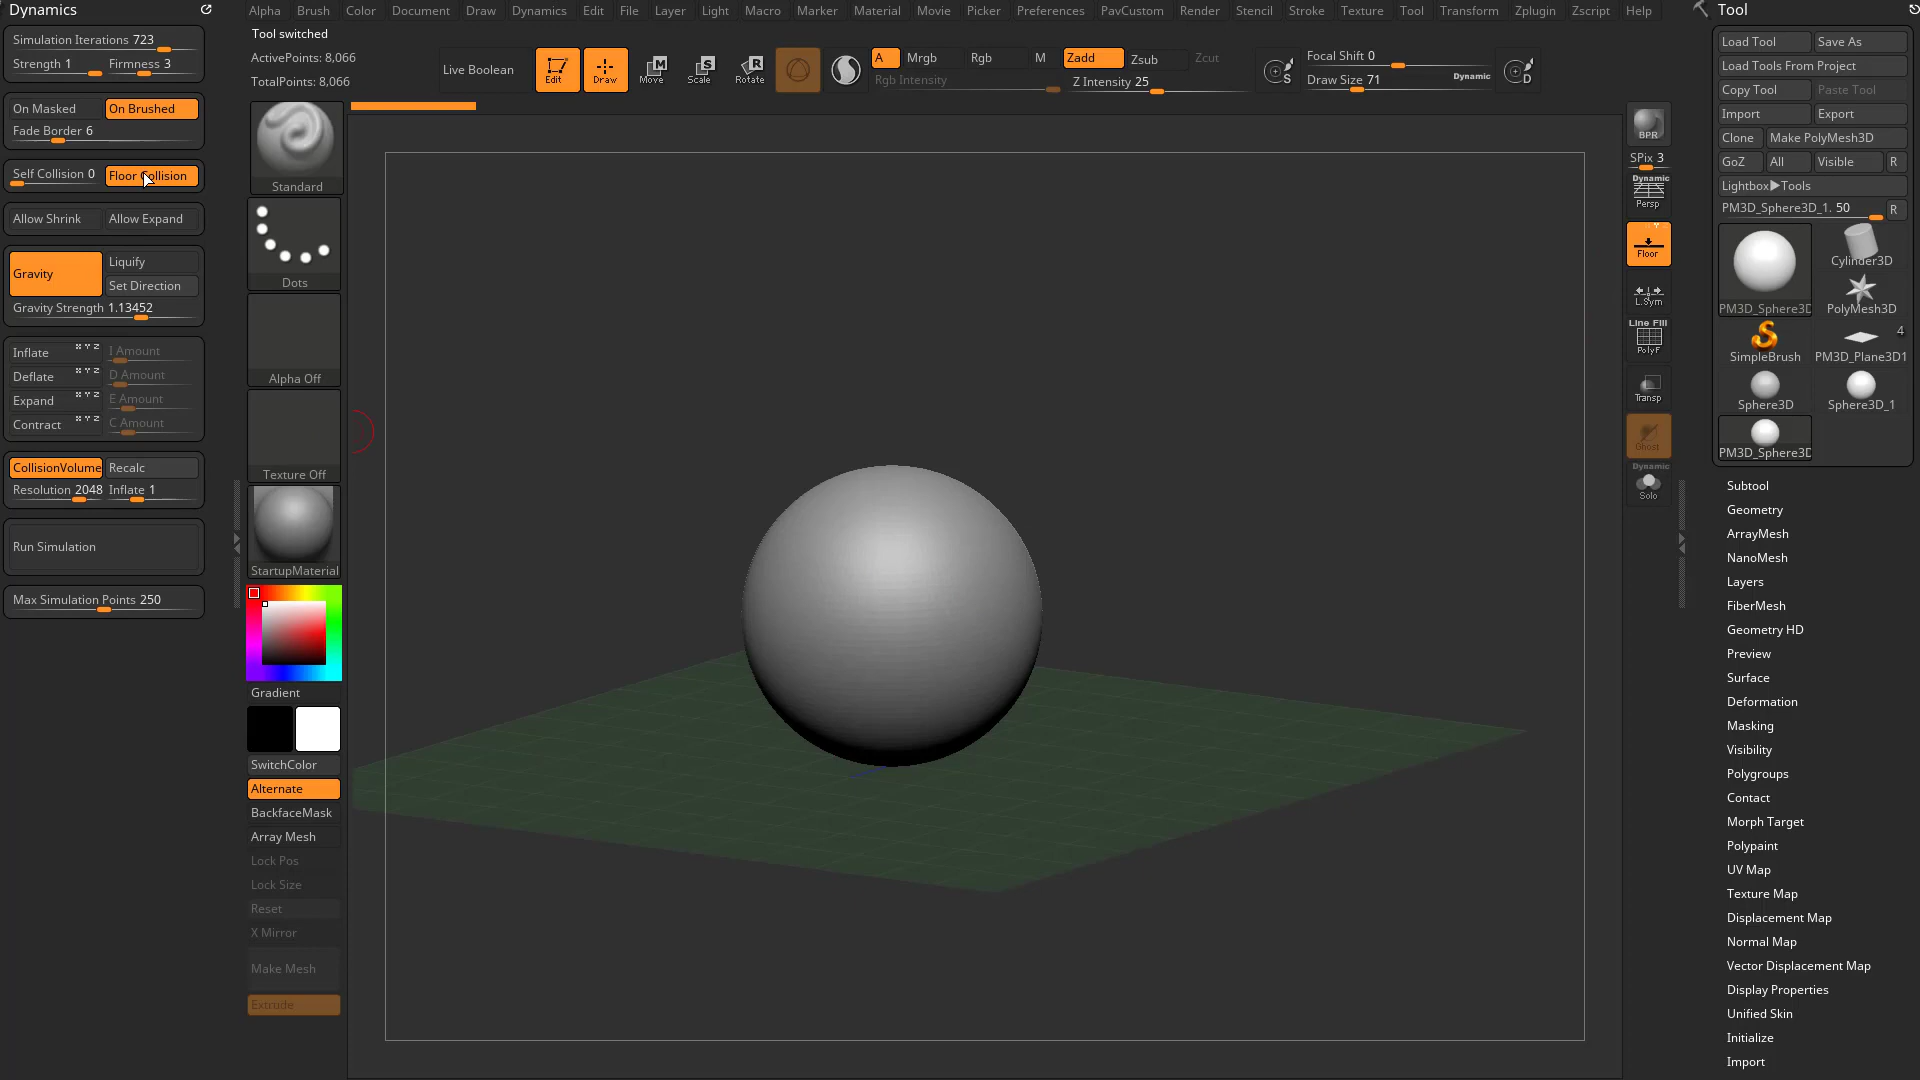 Dynamics
Simulation Iterations 723
Strength 1 Firmness 3
On Masked On Brushed
Fade Border 6
Self Collision 0 Floor Collision
Allow Shrink Allow Expand
Gravity
Liquify
Set Direction
Gravity Strength 1.13452
Inflate x y z I Amount
Deflate x y z D Amount
Expand x y z E Amount
Contract x y z C Amount
CollisionVolume Recalc
Resolution 2048 Inflate 1
Run Simulation
Max Simulation Points 250
Alpha Brush Color Document Draw Dynamics Edit File Layer Light Macro Marker Material Movie Picker Preferences PavCustom Render Stencil Stroke Texture Tool Transform Zplugin Zscript Help
Tool switched
ActivePoints: 8,066
TotalPoints: 8,066
Live Boolean
Edit
Draw
M
Move
S
Scale
R
Rotate
A Mrgb Rgb M Zadd Zsub Zcut
Rgb Intensity Z Intensity 25
S
Focal Shift 0
Draw Size 71 Dynamic
D
Standard
Dots
Alpha Off
Texture Off
StartupMaterial
Gradient
SwitchColor
Alternate
BackfaceMask
Array Mesh
Lock Pos
Lock Size
Reset
X Mirror
Make Mesh
Extrude
BPR
SPix 3
Dynamic
Persp
Floor
L.Sym
Line Fill
PolyF
Transp
Ghost
Dynamic
Solo
Tool
Load Tool Save As
Load Tools From Project
Copy Tool Paste Tool
Import Export
Clone Make PolyMesh3D
GoZ All Visible R
Lightbox▶Tools
PM3D_Sphere3D_1. 50 R
PM3D_Sphere3D
Cylinder3D
PolyMesh3D
SimpleBrush
4
PM3D_Plane3D1
Sphere3D
Sphere3D_1
PM3D_Sphere3D
Subtool
Geometry
ArrayMesh
NanoMesh
Layers
FiberMesh
Geometry HD
Preview
Surface
Deformation
Masking
Visibility
Polygroups
Contact
Morph Target
Polypaint
UV Map
Texture Map
Displacement Map
Normal Map
Vector Displacement Map
Display Properties
Unified Skin
Initialize
Import